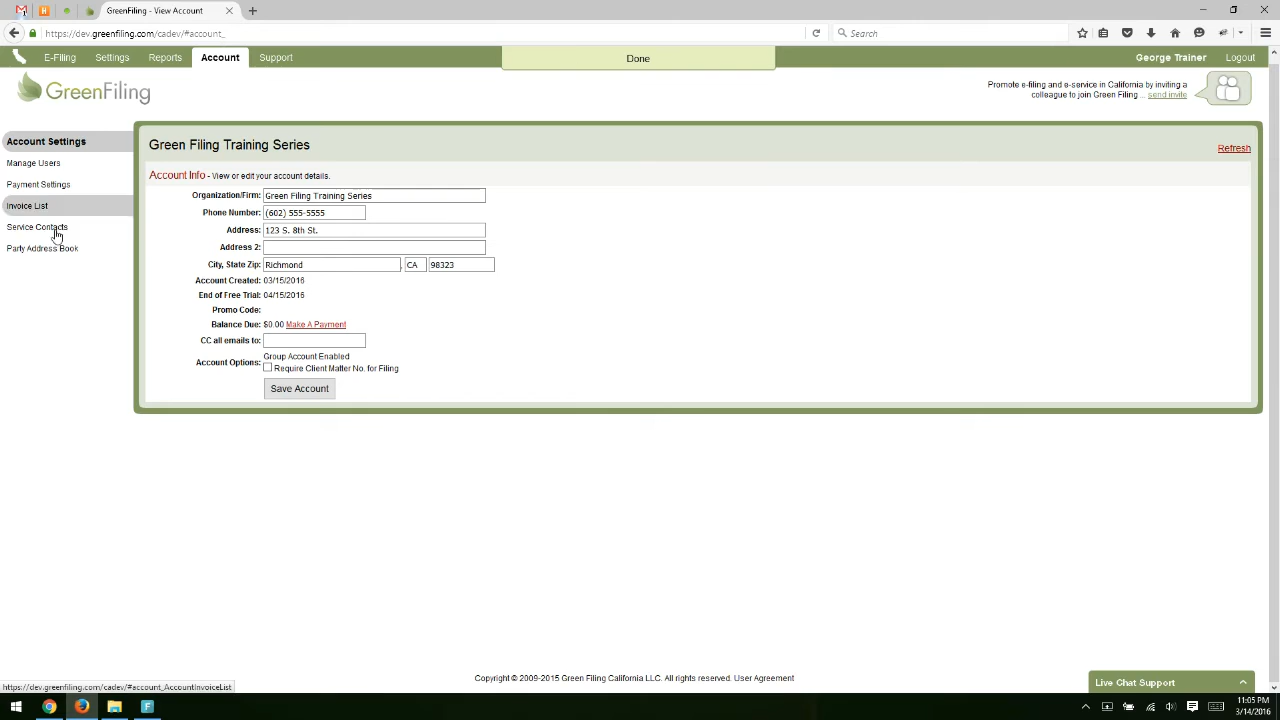 GreenFiling - View Account
https://dev.greenfiling.com/cadev/#account_
Search
E-Filing Settings Reports Account Support
Done
George Trainer Logout
GreenFiling
Promote e-filing and e-service in California by inviting a
colleague to join Green Filing... send invite
Account Settings
Manage Users
Payment Settings
Invoice List
Service Contacts
Party Address Book
Green Filing Training Series
Refresh
Account Info - View or edit your account details.
Organization/Firm: Green Filing Training Series
Phone Number: (602) 555-5555
Address: 123 S. 8th St.
Address 2:
City, State Zip: Richmond , CA 98323
Account Created: 03/15/2016
End of Free Trial: 04/15/2016
Promo Code:
Balance Due: $0.00 Make A Payment
CC all emails to:
Account Options: Group Account Enabled
Require Client Matter No. for Filing
Save Account
Copyright © 2009-2015 Green Filing California LLC. All rights reserved. User Agreement
Live Chat Support
https://dev.greenfiling.com/cadev/#account_AccountInvoiceList
11:05 PM
3/14/2016